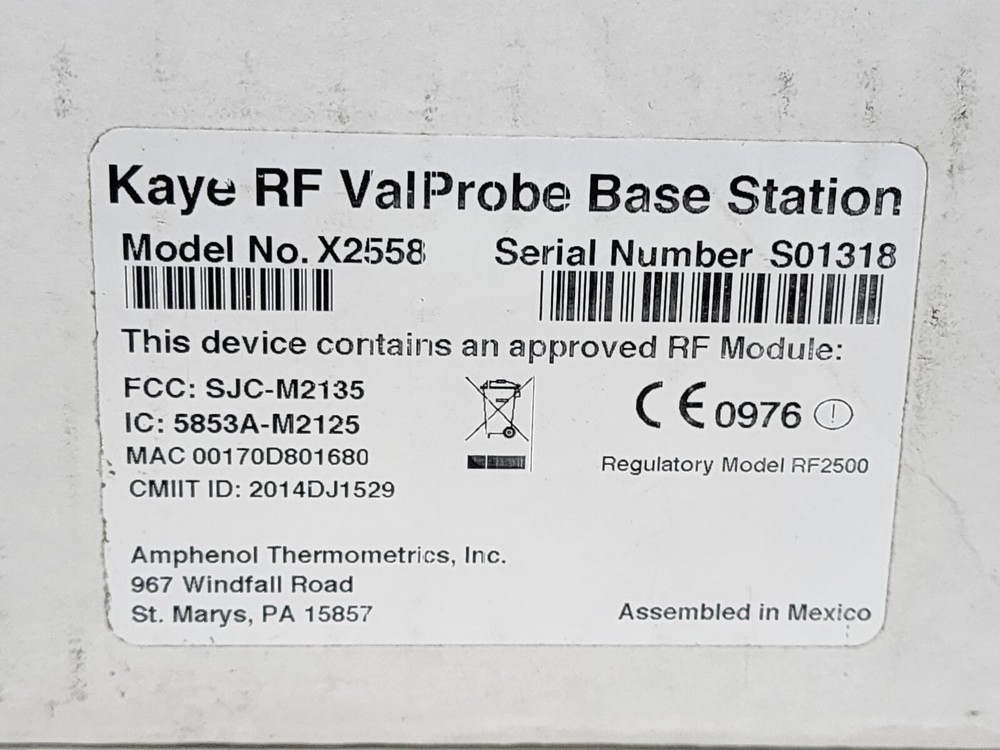 Kaye RF ValProbe Base Station
Model No. X2558 Serial Number S01318
This device contains an approved RF Module:
FCC: SJC-M2135
IC: 5853A-M2125
MAC 00170D801680
CMIIT ID: 2014DJ1529
CE 0976
Regulatory Model RF2500
Amphenol Thermometrics, Inc.
967 Windfall Road
St. Marys, PA 15857
Assembled in Mexico